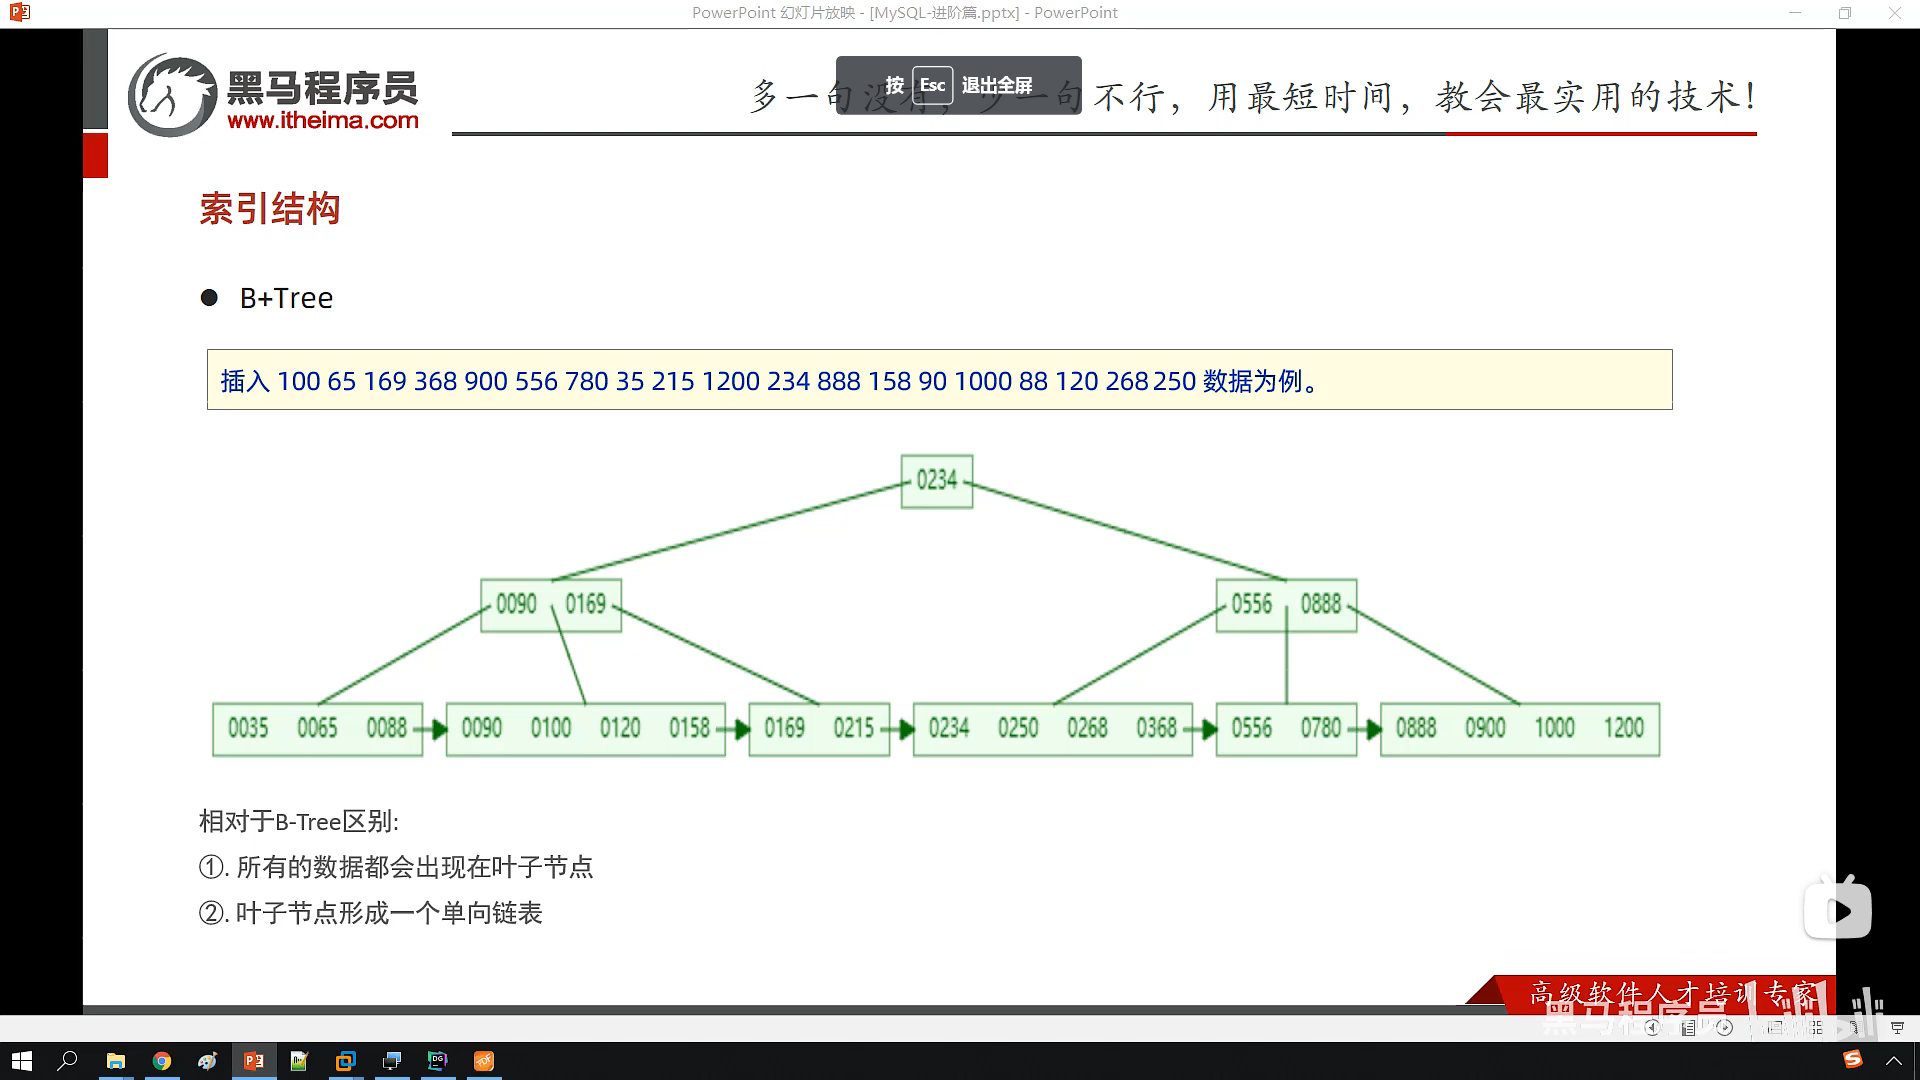 PowerPoint 幻灯片放映 - [MySQL-进阶篇.pptx] - PowerPoint
黑马程序员
www.itheima.com
按 Esc 退出全屏
多一句没有，少一句不行，用最短时间，教会最实用的技术！
索引结构
● B+Tree
插入 100 65 169 368 900 556 780 35 215 1200 234 888 158 90 1000 88 120 268 250 数据为例。
0234
0090 0169
0556 0888
0035 0065 0088
0090 0100 0120 0158
0169 0215
0234 0250 0268 0368
0556 0780
0888 0900 1000 1200
相对于B-Tree区别:
①. 所有的数据都会出现在叶子节点
②. 叶子节点形成一个单向链表
高级软件人才培训专家
黑马程序员